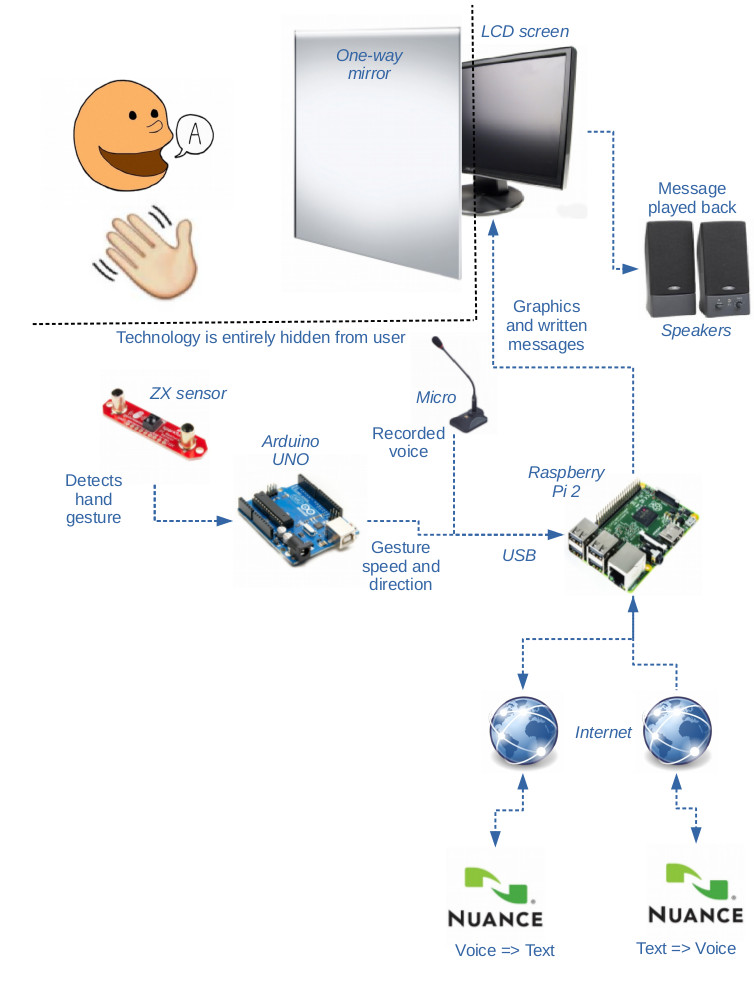 LCD screen
One-way
mirror
A
Message
played back
Speakers
Graphics
and written
messages
Technology is entirely hidden from user
ZX sensor
Micro
Recorded
voice
Arduino
UNO
Detects
hand
gesture
Raspberry
Pi 2
Gesture
speed and
direction
USB
Internet
NUANCE
Voice => Text
NUANCE
Text => Voice